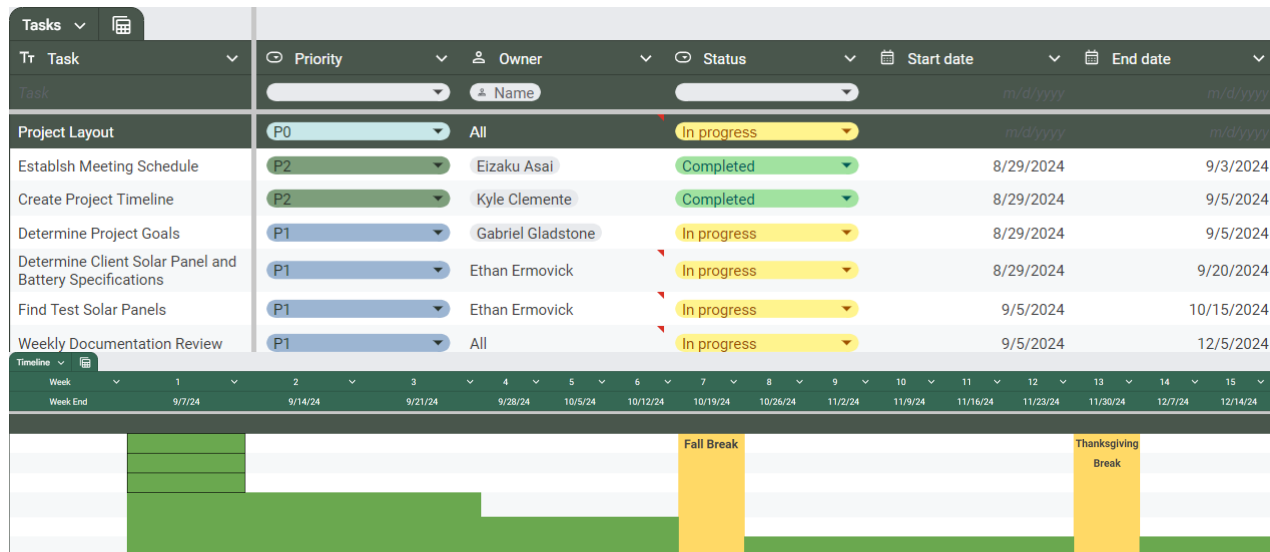 Tasks
Task Priority Owner Status Start date End date
Task Name m/d/yyyy m/d/yyyy
Project Layout P0 All In progress m/d/yyyy m/d/yyyy
Establsh Meeting Schedule P2 Eizaku Asai Completed 8/29/2024 9/3/2024
Create Project Timeline P2 Kyle Clemente Completed 8/29/2024 9/5/2024
Determine Project Goals P1 Gabriel Gladstone In progress 8/29/2024 9/5/2024
Determine Client Solar Panel and
Battery Specifications P1 Ethan Ermovick In progress 8/29/2024 9/20/2024
Find Test Solar Panels P1 Ethan Ermovick In progress 9/5/2024 10/15/2024
Weekly Documentation Review P1 All In progress 9/5/2024 12/5/2024
Timeline
Week 1 2 3 4 5 6 7 8 9 10 11 12 13 14 15
Week End 9/7/24 9/14/24 9/21/24 9/28/24 10/5/24 10/12/24 10/19/24 10/26/24 11/2/24 11/9/24 11/16/24 11/23/24 11/30/24 12/7/24 12/14/24
Fall Break Thanksgiving
Break